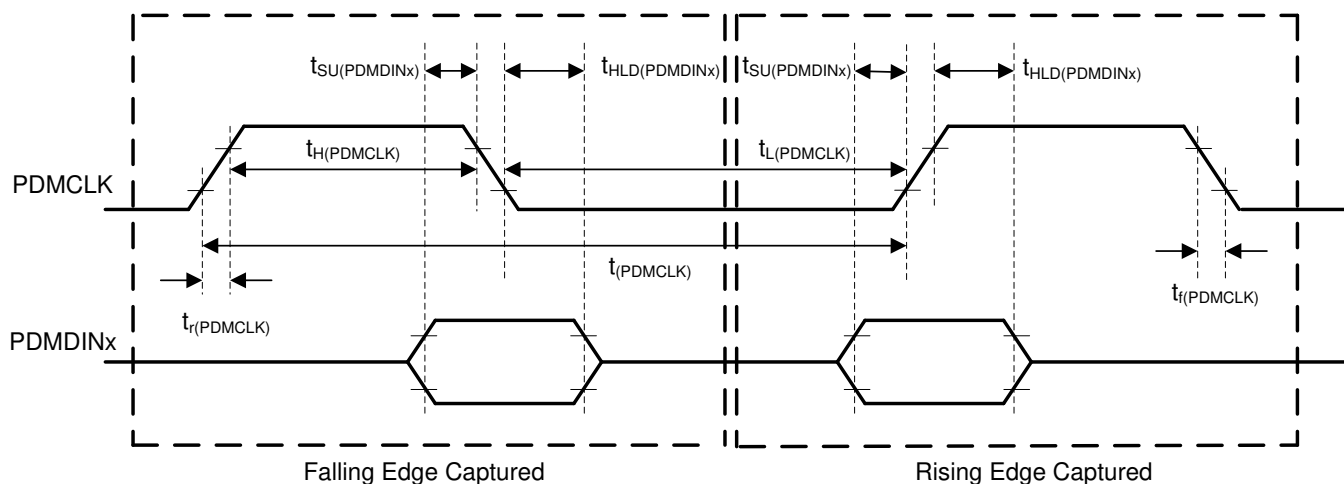 tSU(PDMDINx) tHLD(PDMDINx) tSU(PDMDINx) tHLD(PDMDINx)
tH(PDMCLK) tL(PDMCLK)
PDMCLK
t(PDMCLK)
tr(PDMCLK) tf(PDMCLK)
PDMDINx
Falling Edge Captured Rising Edge Captured